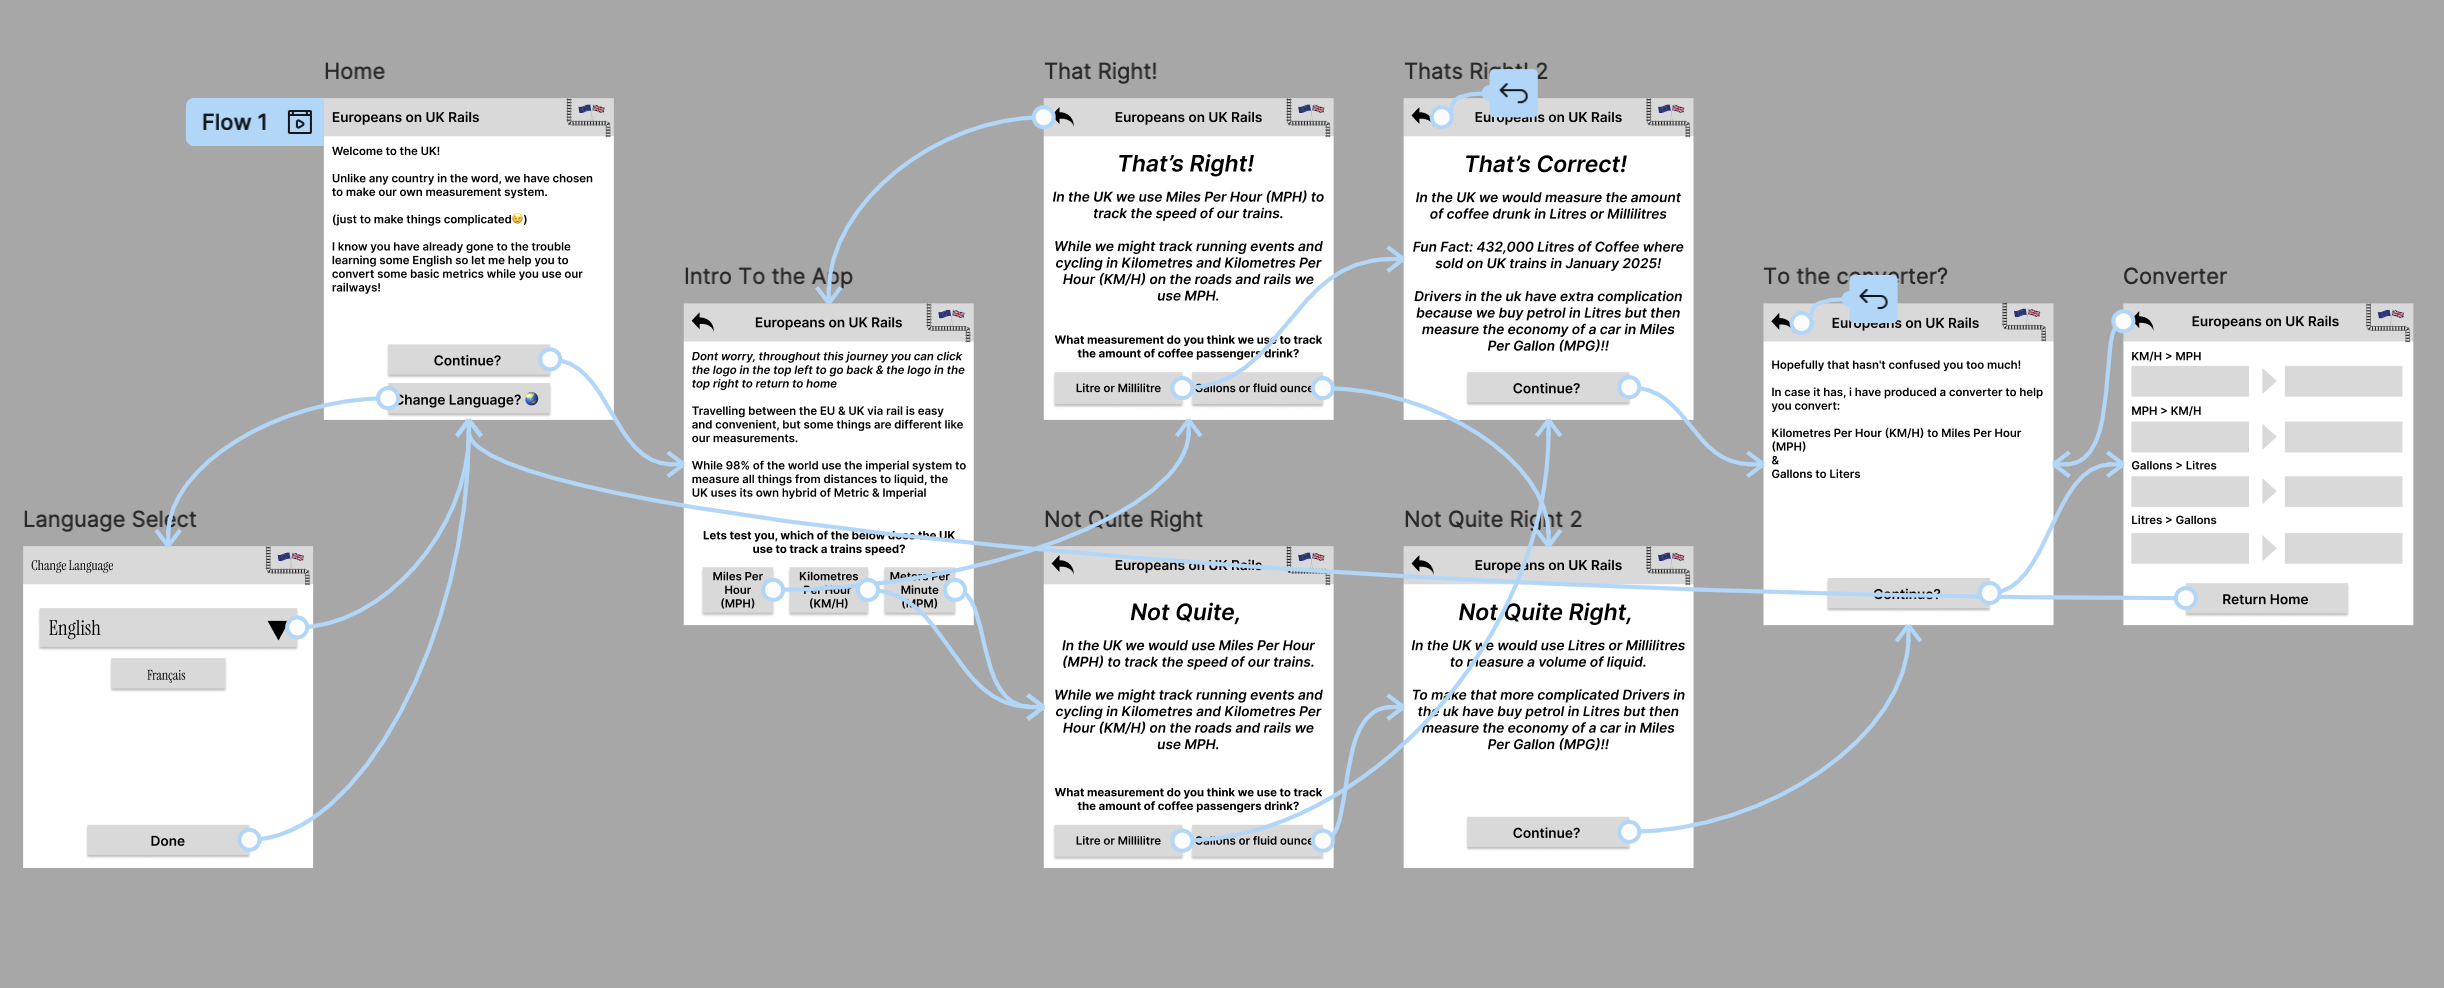 Home
Flow 1
Europeans on UK Rails
Welcome to the UK!
Unlike any country in the word, we have chosen
to make our own measurement system.
(just to make things complicated😉)
I know you have already gone to the trouble
learning some English so let me help you to
convert some basic metrics while you use our
railways!
Continue?
Change Language? 🌏
Language Select
Change Language
English
Français
Done
Intro To the App
Europeans on UK Rails
Dont worry, throughout this journey you can click
the logo in the top left to go back & the logo in the
top right to return to home
Travelling between the EU & UK via rail is easy
and convenient, but some things are different like
our measurements.
While 98% of the world use the imperial system to
measure all things from distances to liquid, the
UK uses its own hybrid of Metric & Imperial
Lets test you, which of the below does the UK
use to track a trains speed?
Miles Per
Hour
(MPH)
Kilometres
Per Hour
(KM/H)
Meters Per
Minute
(MPM)
That Right!
Europeans on UK Rails
That's Right!
In the UK we use Miles Per Hour (MPH) to
track the speed of our trains.
While we might track running events and
cycling in Kilometres and Kilometres Per
Hour (KM/H) on the roads and rails we
use MPH.
What measurement do you think we use to track
the amount of coffee passengers drink?
Litre or Millilitre
Gallons or fluid ounce
Not Quite Right
Europeans on UK Rails
Not Quite,
In the UK we would use Miles Per Hour
(MPH) to track the speed of our trains.
While we might track running events and
cycling in Kilometres and Kilometres Per
Hour (KM/H) on the roads and rails we
use MPH.
What measurement do you think we use to track
the amount of coffee passengers drink?
Litre or Millilitre
Gallons or fluid ounce
Thats Right! 2
Europeans on UK Rails
That's Correct!
In the UK we would measure the amount
of coffee drunk in Litres or Millilitres
Fun Fact: 432,000 Litres of Coffee where
sold on UK trains in January 2025!
Drivers in the uk have extra complication
because we buy petrol in Litres but then
measure the economy of a car in Miles
Per Gallon (MPG)!!
Continue?
Not Quite Right 2
Europeans on UK Rails
Not Quite Right,
In the UK we would use Litres or Millilitres
to measure a volume of liquid.
To make that more complicated Drivers in
the uk have buy petrol in Litres but then
measure the economy of a car in Miles
Per Gallon (MPG)!!
Continue?
To the converter?
Europeans on UK Rails
Hopefully that hasn't confused you too much!
In case it has, i have produced a converter to help
you convert:
Kilometres Per Hour (KM/H) to Miles Per Hour
(MPH)
&
Gallons to Liters
Continue?
Converter
Europeans on UK Rails
KM/H > MPH
MPH > KM/H
Gallons > Litres
Litres > Gallons
Return Home